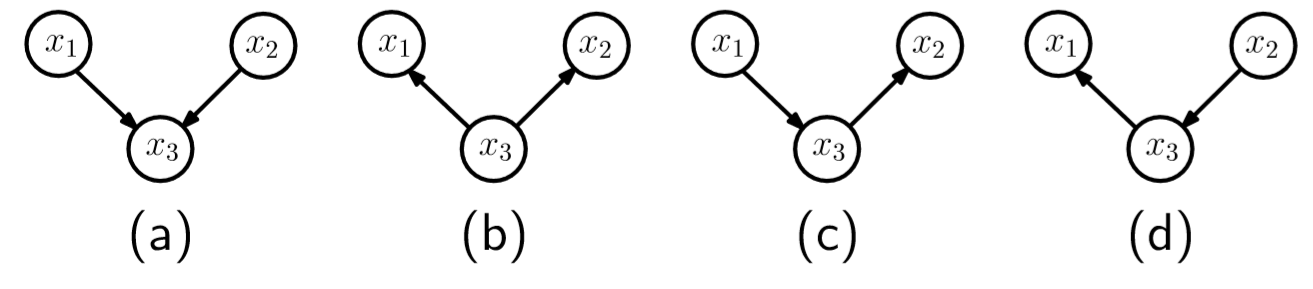 x₁ x₂ x₁ x₂ x₁ x₂ x₁ x₂
x₃ x₃ x₃ x₃
(a) (b) (c) (d)